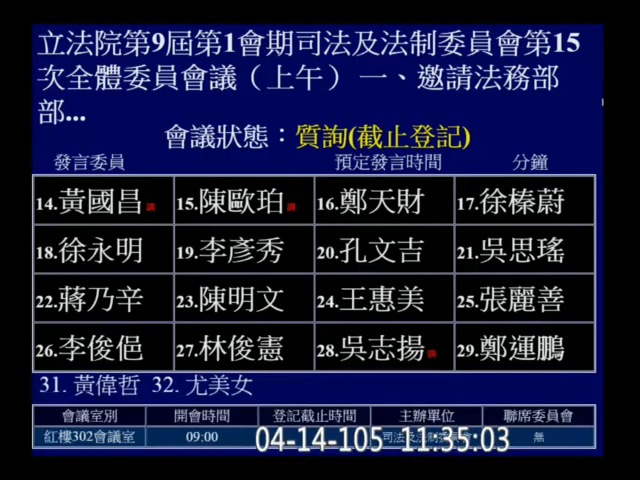 立法院第9屆第1會期司法及法制委員會第15
次全體委員會議（上午） 一、邀請法務部
部...
會議狀態：質詢(截止登記)
發言委員 預定發言時間 分鐘
14.黃國昌 15.陳歐珀 16.鄭天財 17.徐榛蔚
18.徐永明 19.李彥秀 20.孔文吉 21.吳思瑤
22.蔣乃辛 23.陳明文 24.王惠美 25.張麗善
26.李俊俋 27.林俊憲 28.吳志揚 29.鄭運鵬
31. 黃偉哲 32. 尤美女
會議室別 開會時間 登記截止時間 主辦單位 聯席委員會
紅樓302會議室 09:00 司法及法制委員會 無
04-14-105 11:35:03